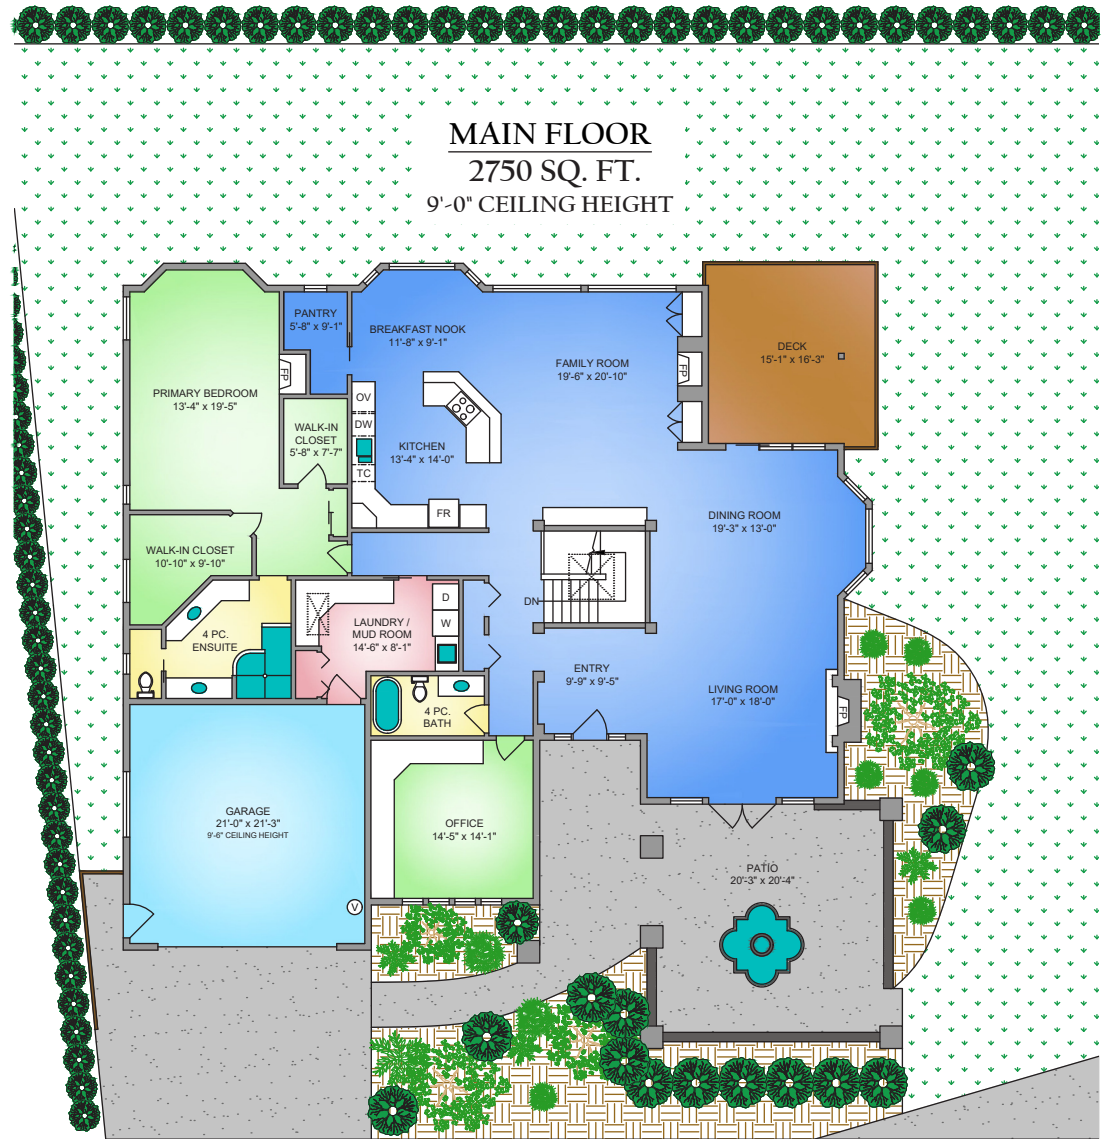 MAIN FLOOR
2750 SQ. FT.
9'-0" CEILING HEIGHT
PANTRY
5'-8" x 9'-1"
BREAKFAST NOOK
11'-8" x 9'-1"
FAMILY ROOM
19'-6" x 20'-10"
DECK
15'-1" x 16'-3"
FP
FP
PRIMARY BEDROOM
13'-4" x 19'-5"
OV
DW
TC
WALK-IN
CLOSET
5'-8" x 7'-7"
KITCHEN
13'-4" x 14'-0"
FR
DINING ROOM
19'-3" x 13'-0"
WALK-IN CLOSET
10'-10" x 9'-10"
DN
D
W
LAUNDRY /
MUD ROOM
14'-6" x 8'-1"
4 PC.
ENSUITE
ENTRY
9'-9" x 9'-5"
LIVING ROOM
17'-0" x 18'-0"
FP
4 PC.
BATH
GARAGE
21'-0" x 21'-3"
9'-6" CEILING HEIGHT
OFFICE
14'-5" x 14'-1"
V
PATIO
20'-3" x 20'-4"